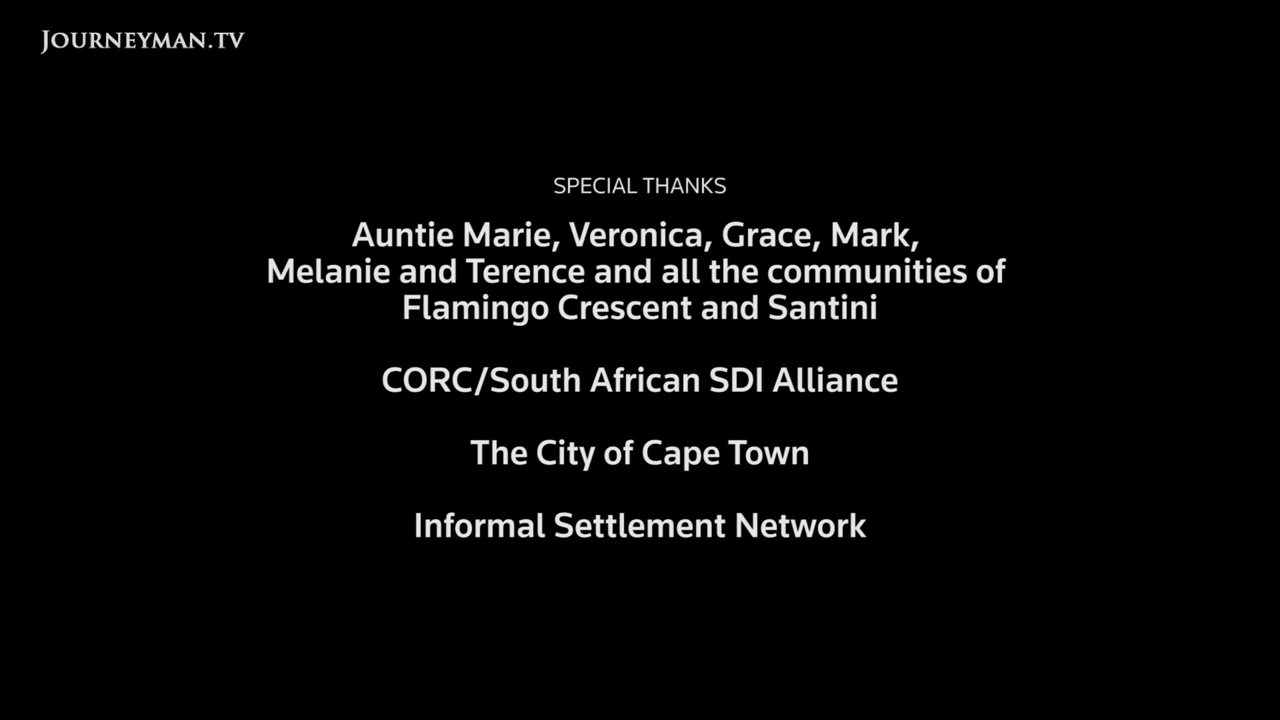 JOURNEYMAN.TV
SPECIAL THANKS
Auntie Marie, Veronica, Grace, Mark,
Melanie and Terence and all the communities of
Flamingo Crescent and Santini
CORC/South African SDI Alliance
The City of Cape Town
Informal Settlement Network